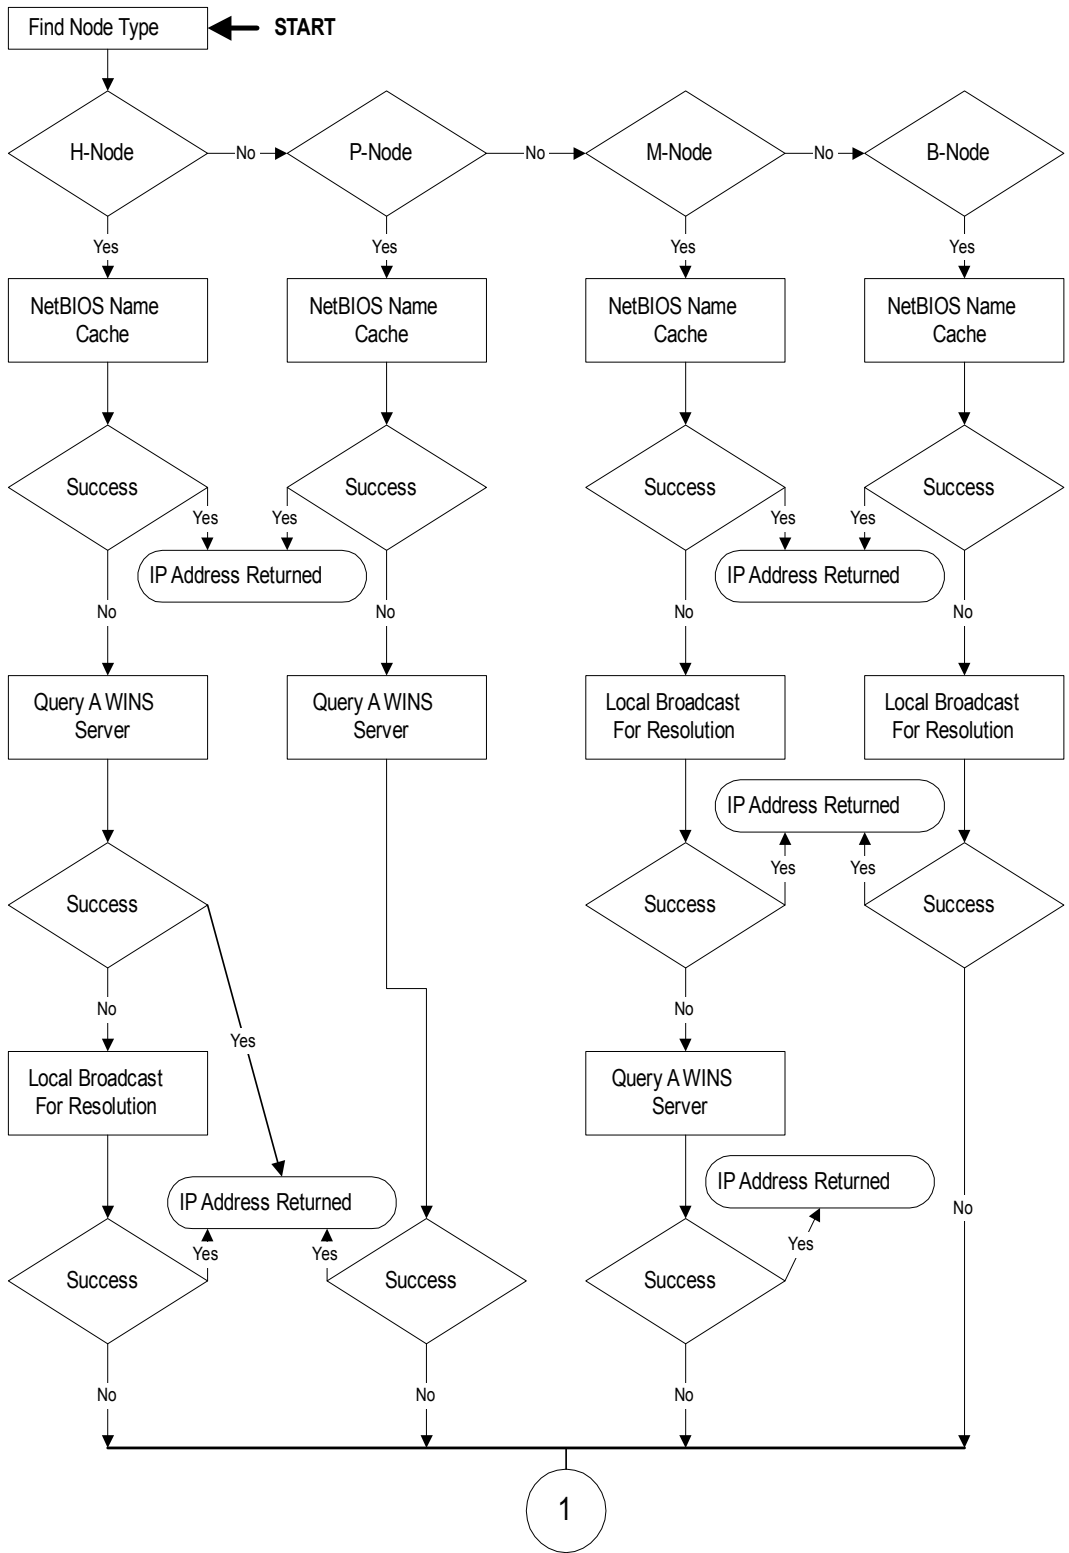 Find Node Type
START
H-Node
No
P-Node
No
M-Node
No
B-Node
Yes
Yes
Yes
Yes
NetBIOS Name
Cache
NetBIOS Name
Cache
NetBIOS Name
Cache
NetBIOS Name
Cache
Success
Success
Success
Success
Yes
Yes
Yes
Yes
IP Address Returned
IP Address Returned
No
No
No
No
Query A WINS
Server
Query A WINS
Server
Local Broadcast
For Resolution
Local Broadcast
For Resolution
IP Address Returned
Yes
Yes
Success
Success
Success
No
No
Yes
Local Broadcast
For Resolution
Query A WINS
Server
IP Address Returned
IP Address Returned
No
Yes
Yes
Yes
Success
Success
Success
No
No
No
1